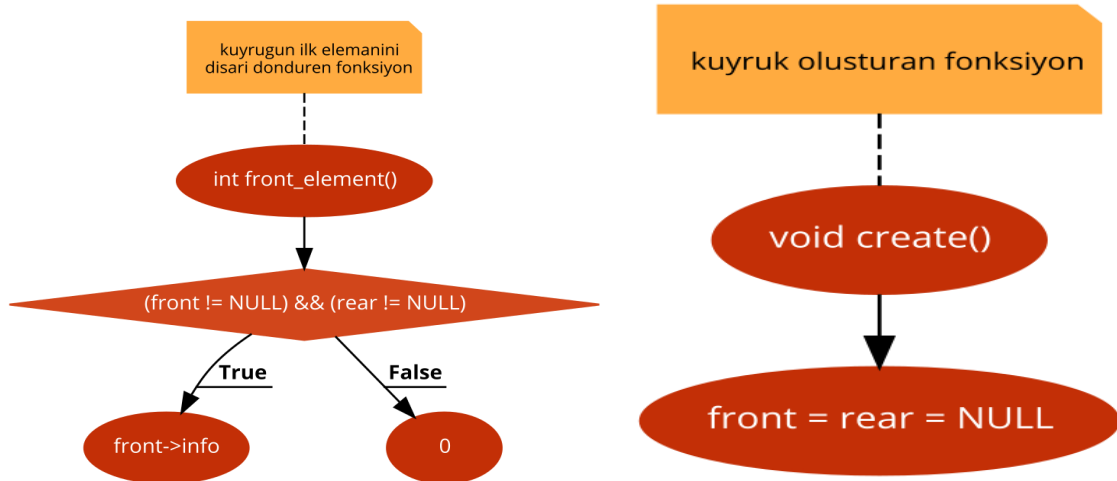 kuyrugun ilk elemanini
disari donduren fonksiyon
int front_element()
(front != NULL) && (rear != NULL)
True
False
front->info
0
kuyruk olusturan fonksiyon
void create()
front = rear = NULL